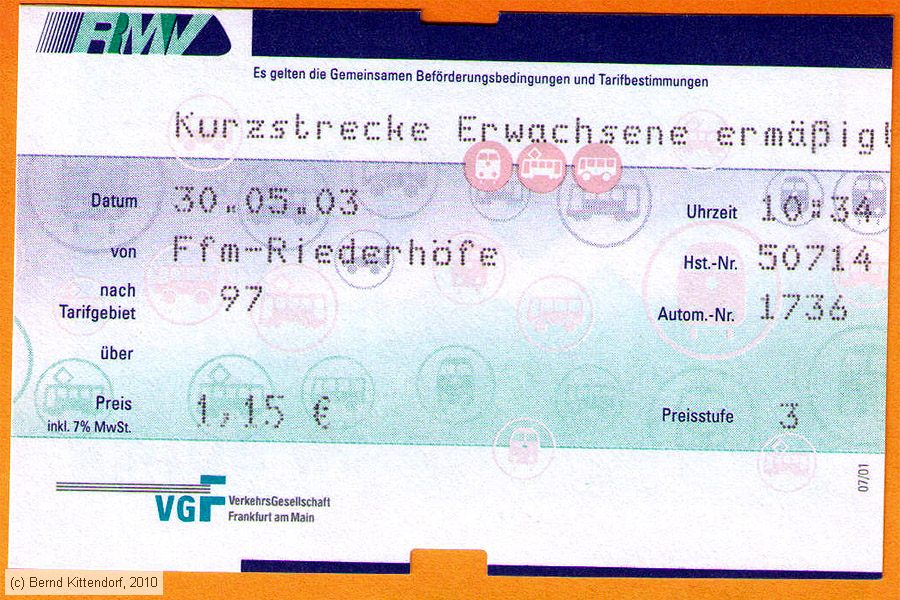 RMV
Es gelten die Gemeinsamen Beförderungsbedingungen und Tarifbestimmungen
Kurzstrecke Erwachsene ermäßigt
Datum 30.05.03 Uhrzeit 10:34
von Ffm-Riederhöfe Hst.-Nr. 50714
nach
Tarifgebiet 97 Autom.-Nr. 1736
über
Preis 1,15 € Preisstufe 3
inkl. 7% MwSt.
07/01
VGF VerkehrsGesellschaft
Frankfurt am Main
(c) Bernd Kittendorf, 2010